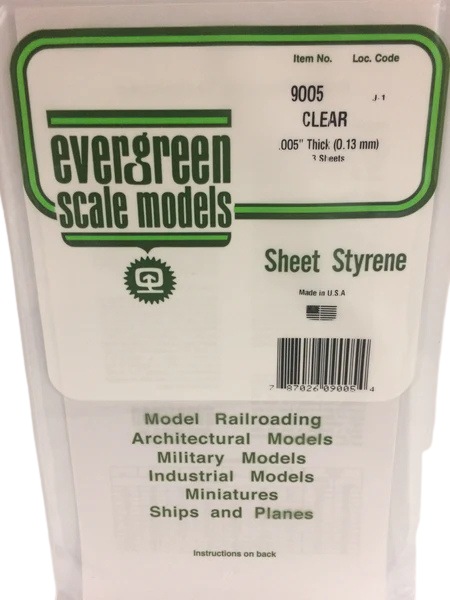 Item No. Loc. Code
9005 J-1
CLEAR
.005" Thick (0.13 mm)
3 Sheets
evergreen
scale models
Sheet Styrene
Made in U.S.A
7 87026 09005 4
Model Railroading
Architectural Models
Military Models
Industrial Models
Miniatures
Ships and Planes
Instructions on back